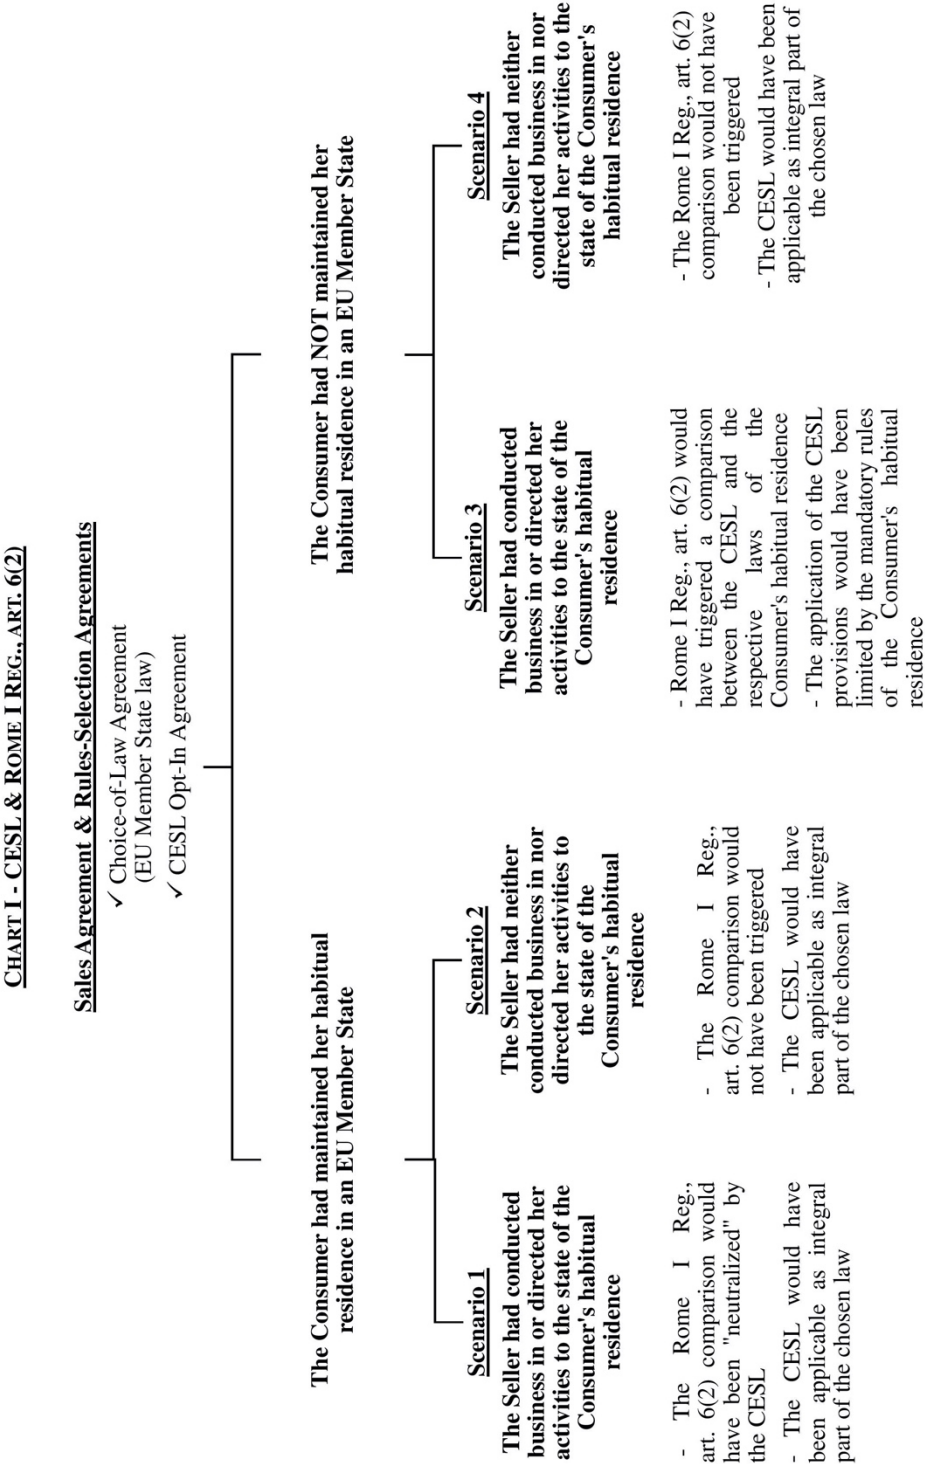 CHART I - CESL & ROME I REG., ART. 6(2)
Sales Agreement & Rules-Selection Agreements
✓ Choice-of-Law Agreement
(EU Member State law)
✓ CESL Opt-In Agreement
The Consumer had maintained her habitual
residence in an EU Member State
Scenario 1
The Seller had conducted
business in or directed her
activities to the state of the
Consumer's habitual
residence
- The Rome I Reg.,
art. 6(2) comparison would
have been "neutralized" by
the CESL
- The CESL would have
been applicable as integral
part of the chosen law
Scenario 2
The Seller had neither
conducted business in nor
directed her activities to
the state of the
Consumer's habitual
residence
- The Rome I Reg.,
art. 6(2) comparison would
not have been triggered
- The CESL would have
been applicable as integral
part of the chosen law
The Consumer had NOT maintained her
habitual residence in an EU Member State
Scenario 3
The Seller had conducted
business in or directed her
activities to the state of the
Consumer's habitual
residence
- Rome I Reg., art. 6(2) would
have triggered a comparison
between the CESL and the
respective laws of the
Consumer's habitual residence
- The application of the CESL
provisions would have been
limited by the mandatory rules
of the Consumer's habitual
residence
Scenario 4
The Seller had neither
conducted business in nor
directed her activities to the
state of the Consumer's
habitual residence
- The Rome I Reg., art. 6(2)
comparison would not have
been triggered
- The CESL would have been
applicable as integral part of
the chosen law